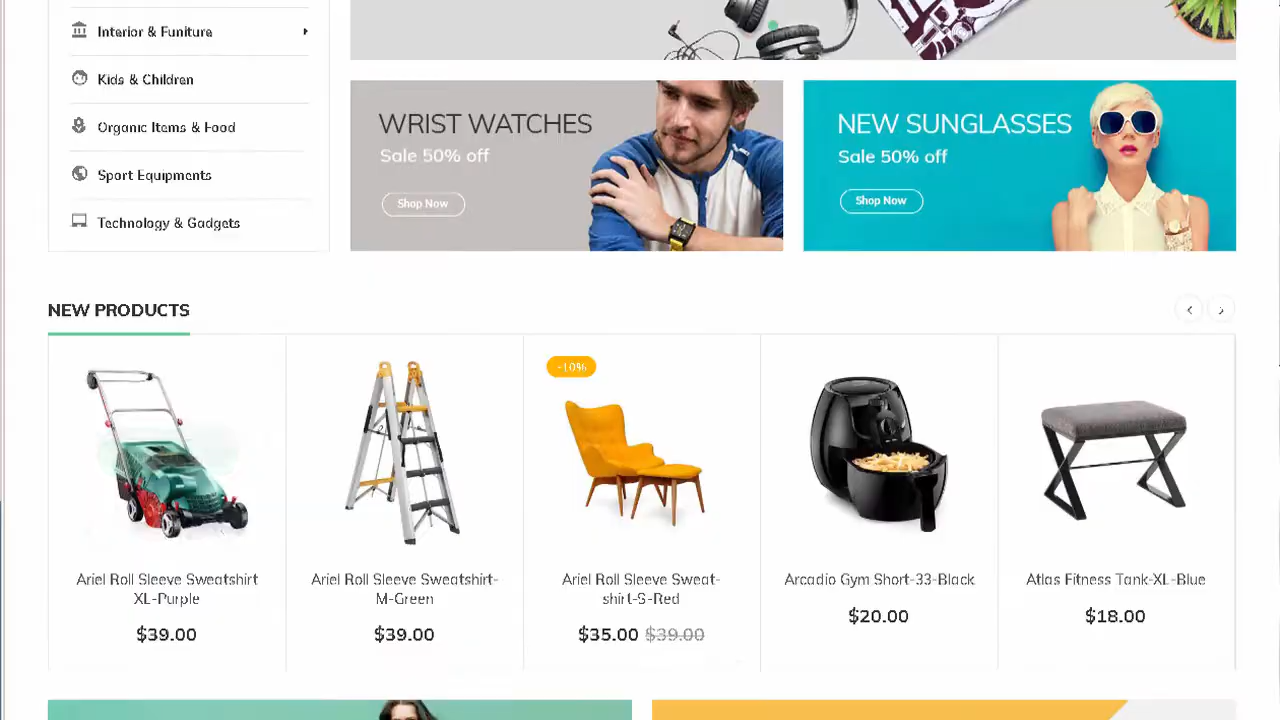 Interior & Funiture
Kids & Children
Organic Items & Food
Sport Equipments
Technology & Gadgets
WRIST WATCHES
Sale 50% off
Shop Now
NEW SUNGLASSES
Sale 50% off
Shop Now
NEW PRODUCTS
-10%
Ariel Roll Sleeve Sweatshirt
XL-Purple
$39.00
Ariel Roll Sleeve Sweatshirt-
M-Green
$39.00
Ariel Roll Sleeve Sweat-
shirt-S-Red
$35.00 $39.00
Arcadio Gym Short-33-Black
$20.00
Atlas Fitness Tank-XL-Blue
$18.00